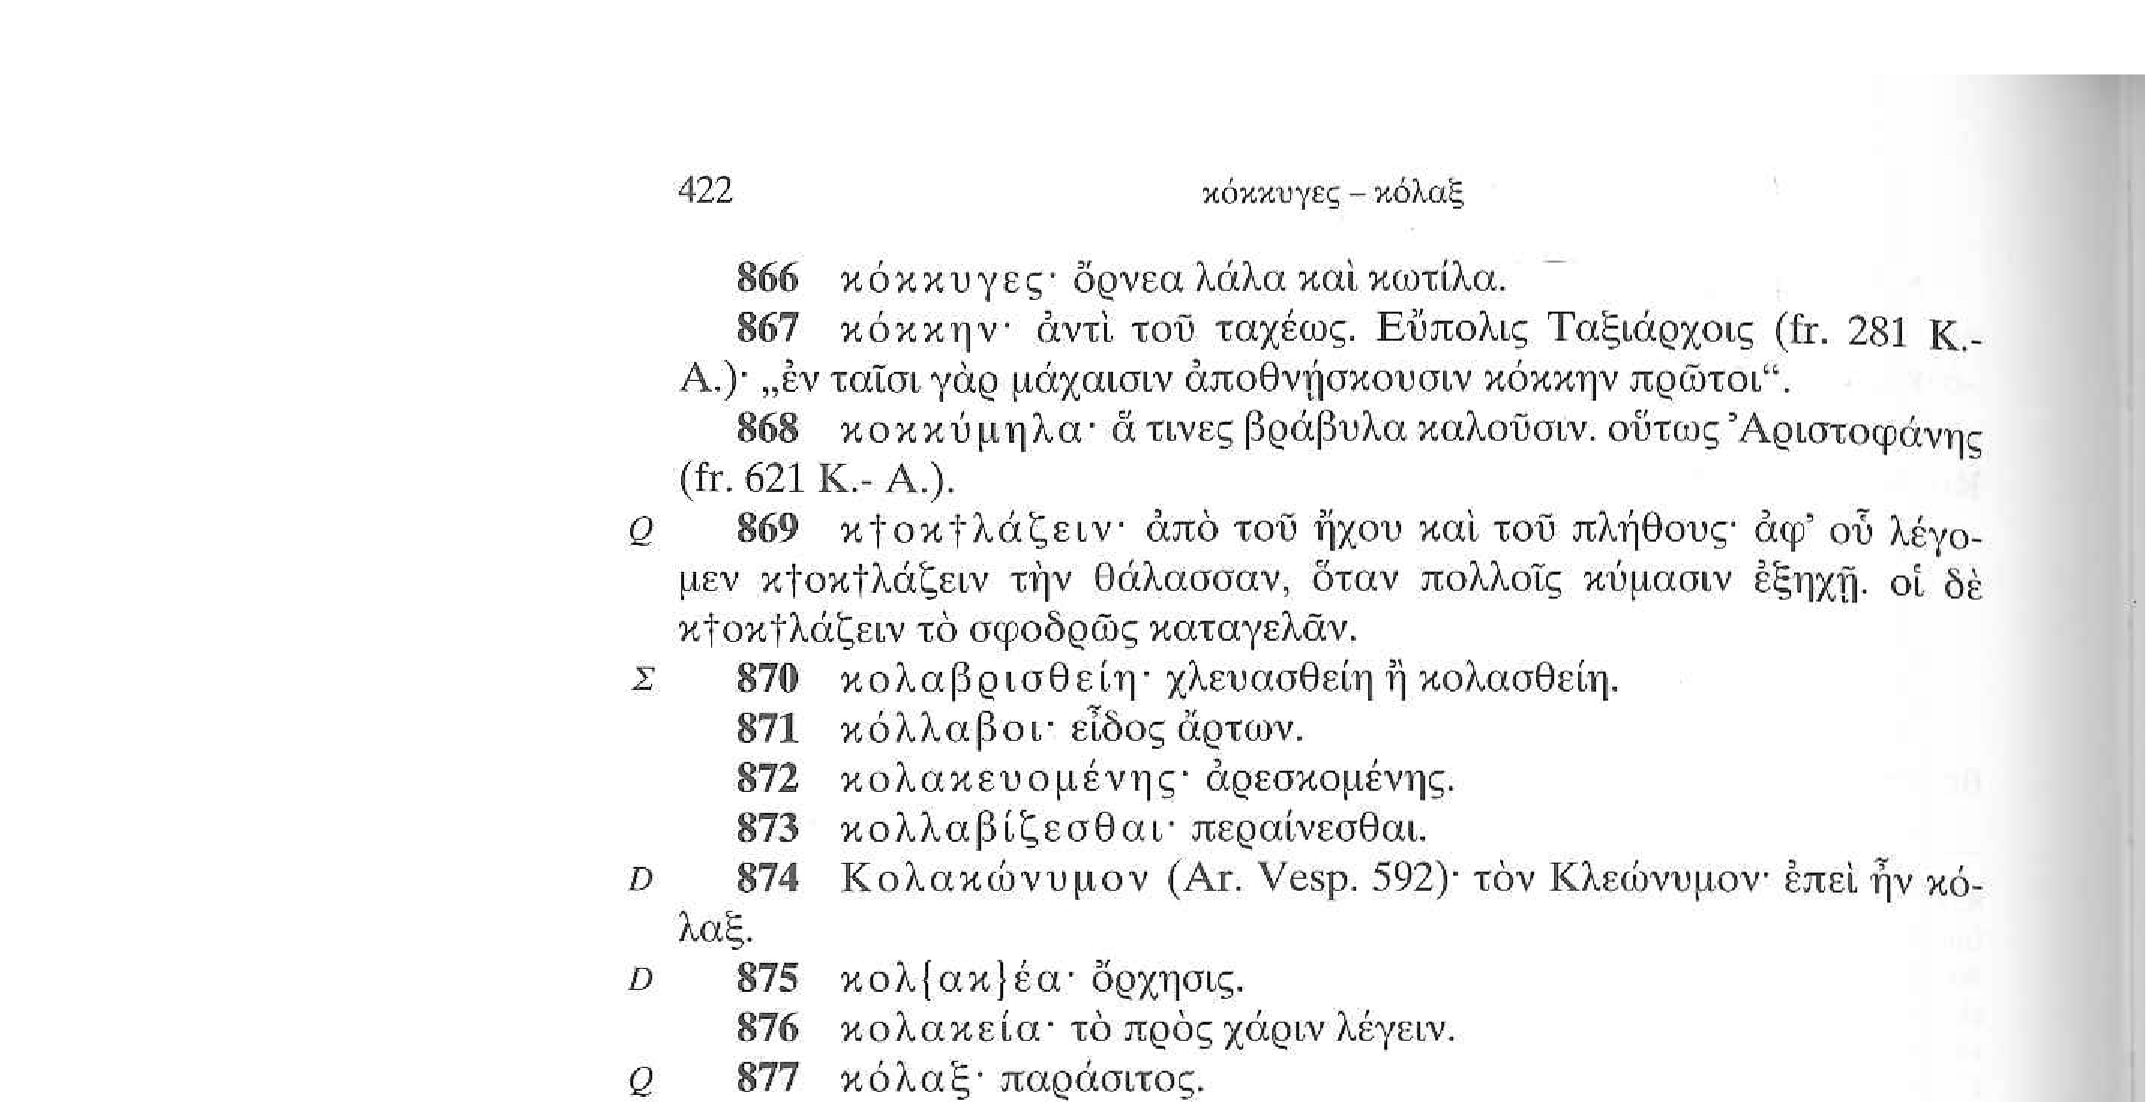 422 κόκκυγες – κόλαξ
866 κόκκυγες· ὄρνεα λάλα καὶ κωτίλα.
867 κόκκην· ἀντὶ τοῦ ταχέως. Εὔπολις Ταξιάρχοις (fr. 281 K.-
A.)· „ἐν ταῖσι γὰρ μάχαισιν ἀποθνῄσκουσιν κόκκην πρῶτοι“.
868 κοκκύμηλα· ἅ τινες βράβυλα καλοῦσιν. οὕτως Ἀριστοφάνης
(fr. 621 K.- A.).
Q 869 κ†οκ†λάζειν· ἀπὸ τοῦ ἤχου καὶ τοῦ πλήθους· ἀφ’ οὗ λέγο-
μεν κ†οκ†λάζειν τὴν θάλασσαν, ὅταν πολλοῖς κύμασιν ἐξηχῇ. οἱ δὲ
κ†οκ†λάζειν τὸ σφοδρῶς καταγελᾶν.
Σ 870 κολαβρισθείη· χλευασθείη ἢ κολασθείη.
871 κόλλαβοι· εἶδος ἄρτων.
872 κολακευομένης· ἀρεσκομένης.
873 κολλαβίζεσθαι· περαίνεσθαι.
D 874 Κολακώνυμον (Ar. Vesp. 592)· τὸν Κλεώνυμον· ἐπεὶ ἦν κό-
λαξ.
D 875 κολ{ακ}έα· ὄρχησις.
876 κολακεία· τὸ πρὸς χάριν λέγειν.
Q 877 κόλαξ· παράσιτος.